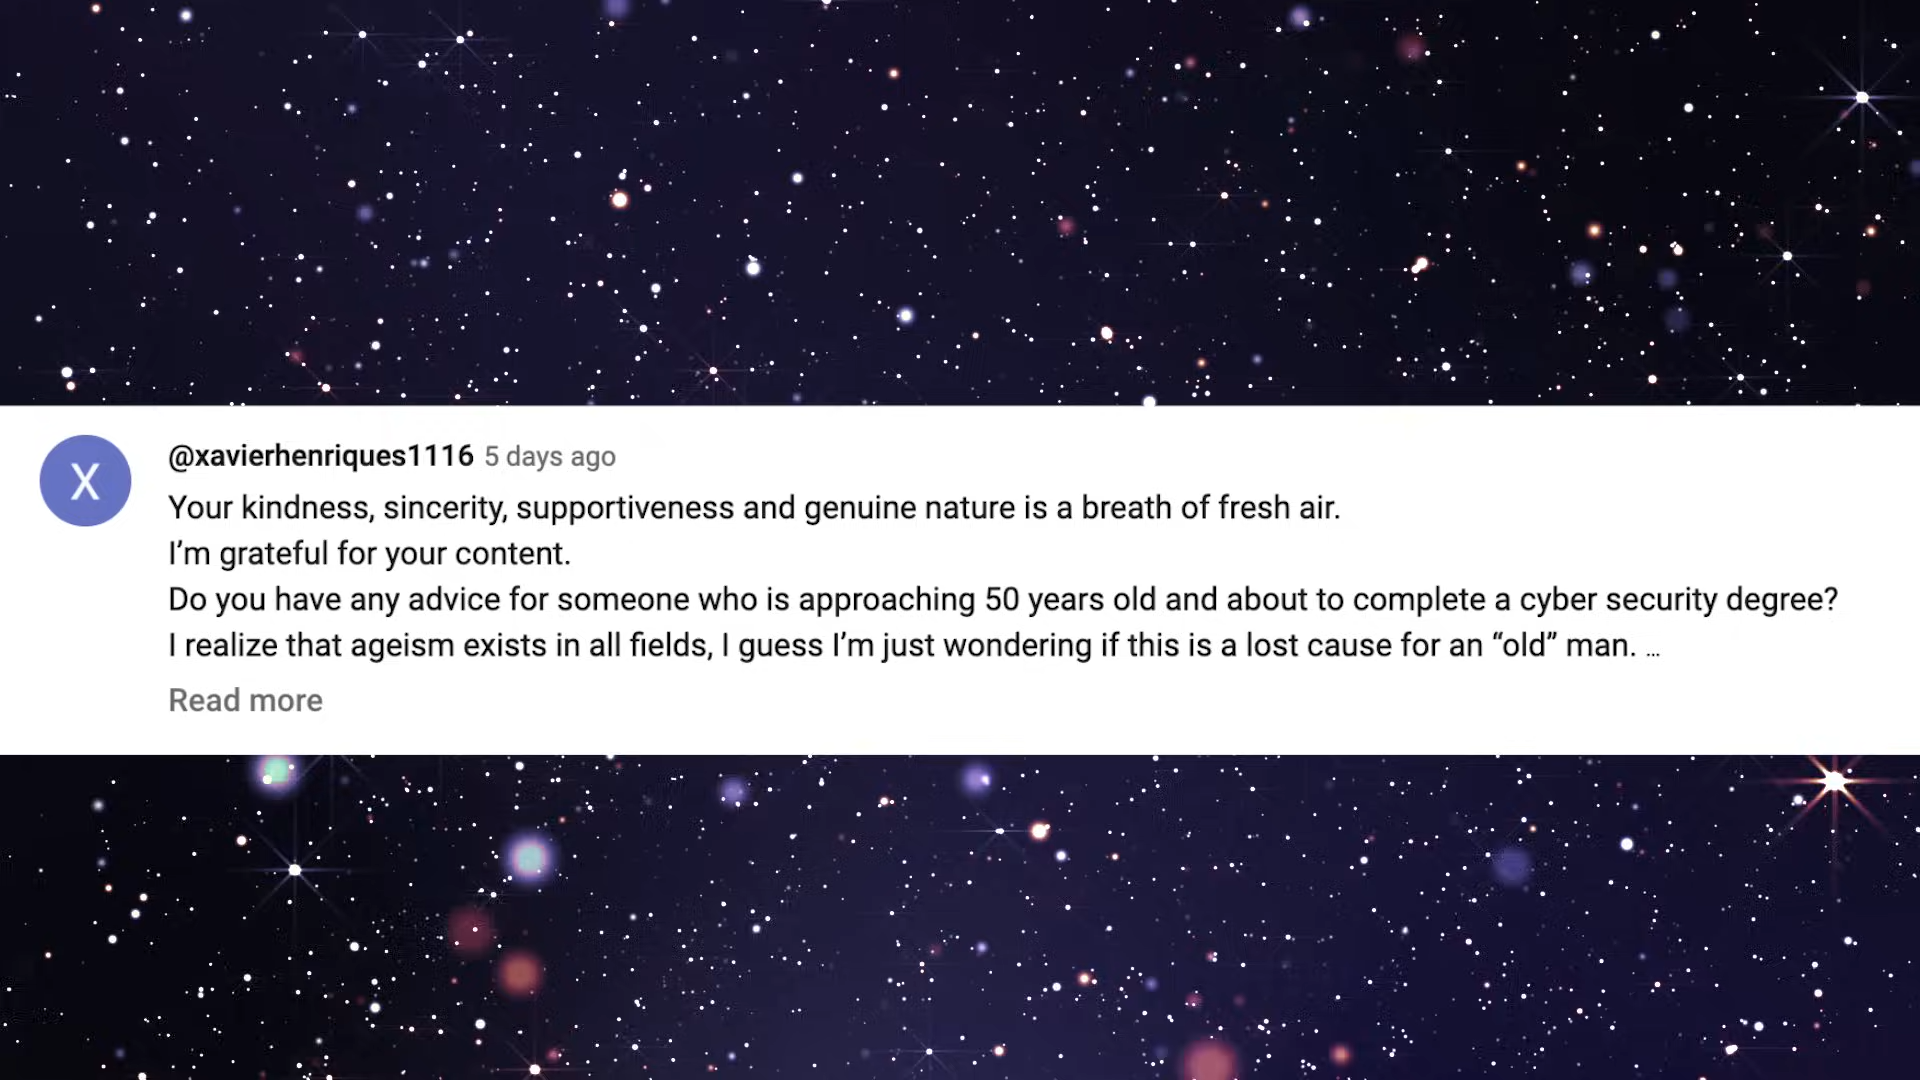 X
@xavierhenriques1116 5 days ago
Your kindness, sincerity, supportiveness and genuine nature is a breath of fresh air.
I’m grateful for your content.
Do you have any advice for someone who is approaching 50 years old and about to complete a cyber security degree?
I realize that ageism exists in all fields, I guess I’m just wondering if this is a lost cause for an “old” man. ...
Read more